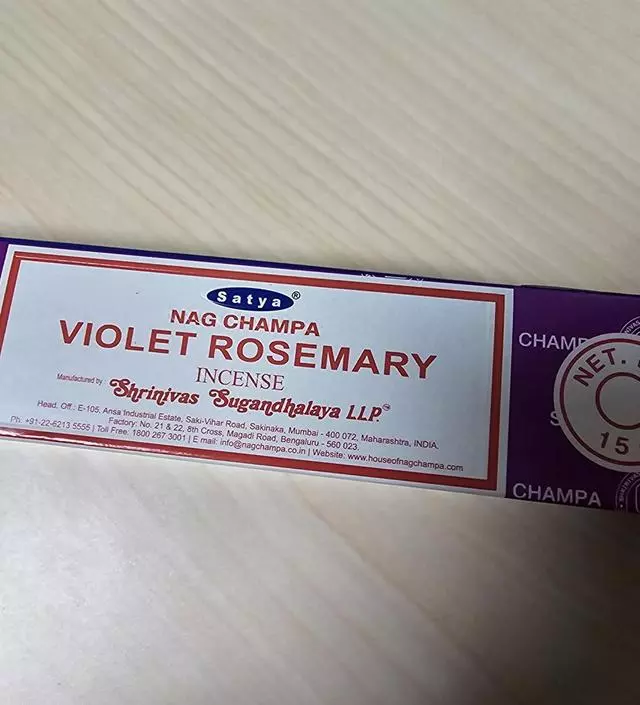 Satya®
NAG CHAMPA
VIOLET ROSEMARY
INCENSE
Manufactured by Shrinivas Sugandhalaya LLP.
Head. Off.: E-105, Ansa Industrial Estate, Saki-Vihar Road, Sakinaka, Mumbai - 400 072, Maharashtra, INDIA.
Factory: No. 21 & 22, 8th Cross, Magadi Road, Bengaluru - 560 023.
Ph. +91-22-6213 5555 | Toll Free: 1800 267 3001 | E mail: info@nagchampa.co.in | Website: www.houseofnagchampa.com
CHAMP
NET.
15
CHAMPA